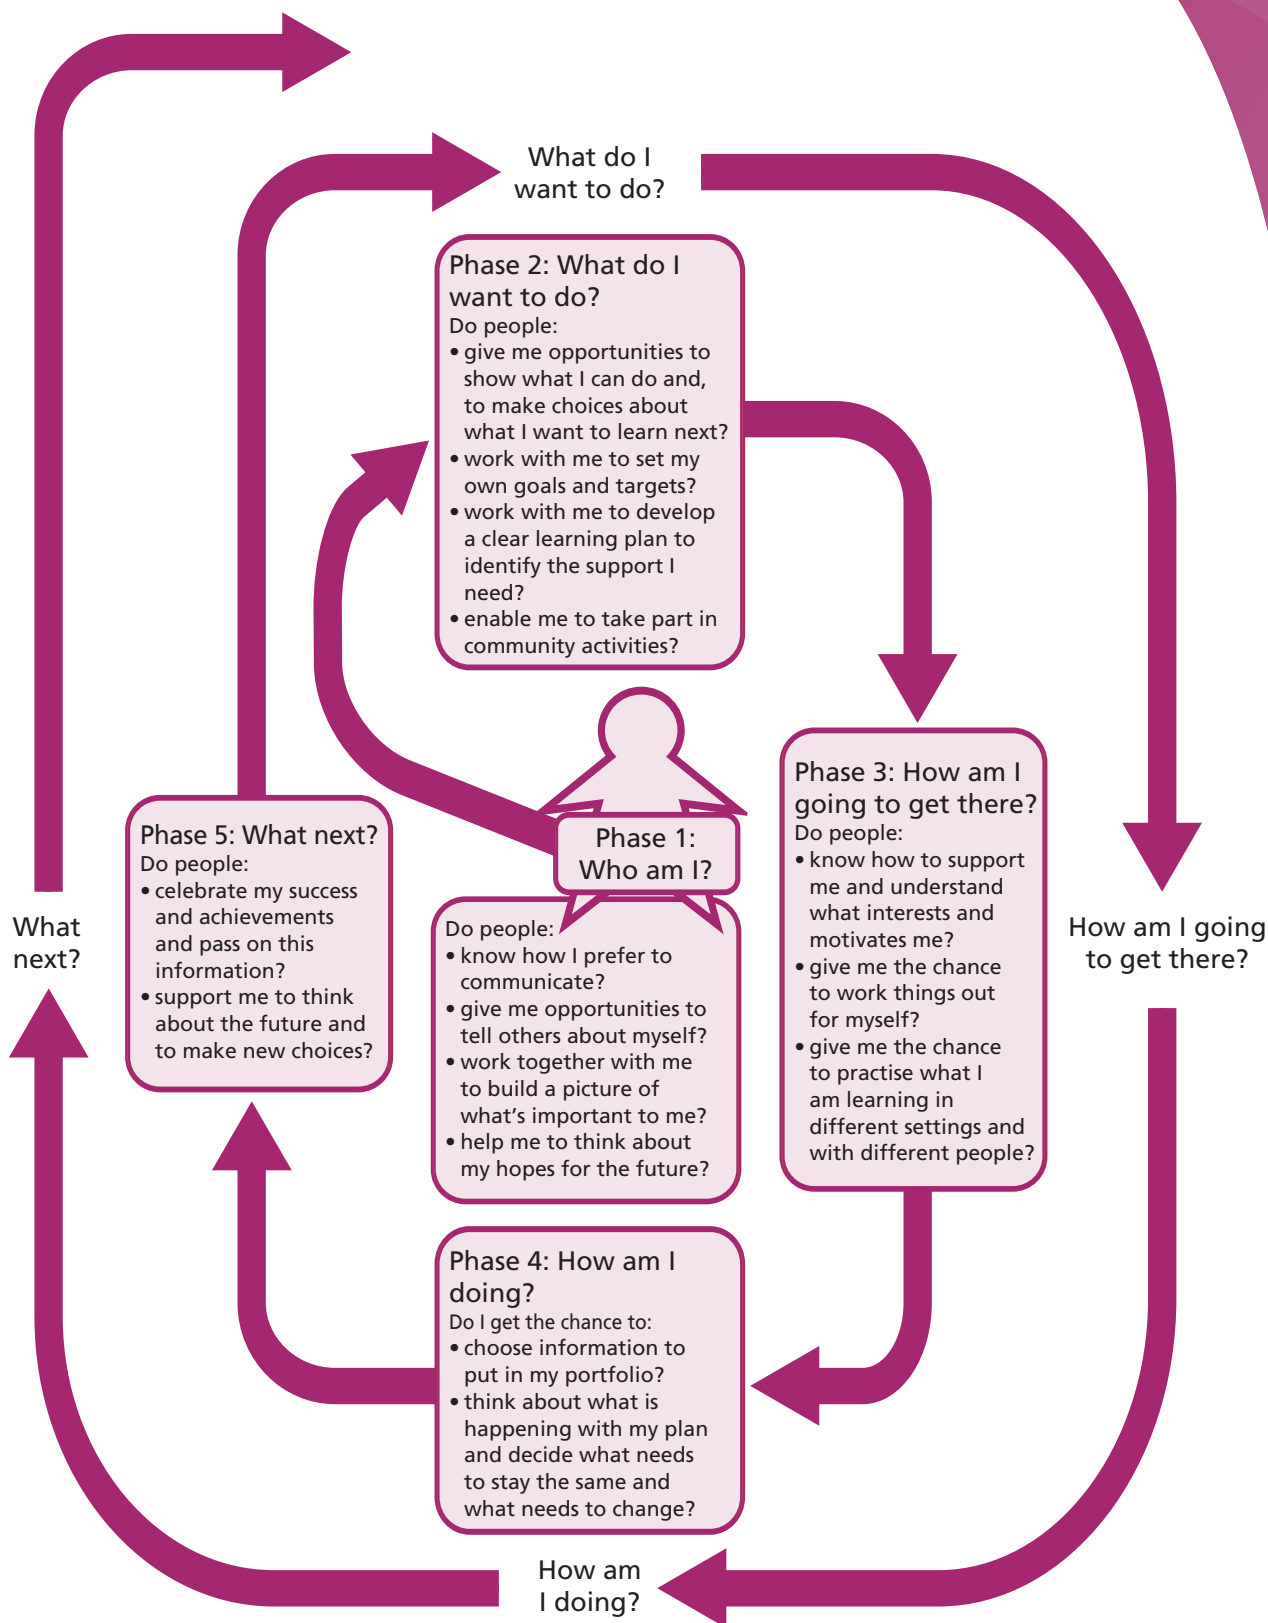 What do I
want to do?
Phase 2: What do I
want to do?
Do people:
• give me opportunities to
show what I can do and,
to make choices about
what I want to learn next?
• work with me to set my
own goals and targets?
• work with me to develop
a clear learning plan to
identify the support I
need?
• enable me to take part in
community activities?
Phase 1:
Who am I?
Do people:
• know how I prefer to
communicate?
• give me opportunities to
tell others about myself?
• work together with me
to build a picture of
what's important to me?
• help me to think about
my hopes for the future?
Phase 3: How am I
going to get there?
Do people:
• know how to support
me and understand
what interests and
motivates me?
• give me the chance
to work things out
for myself?
• give me the chance
to practise what I
am learning in
different settings and
with different people?
How am I going
to get there?
Phase 4: How am I
doing?
Do I get the chance to:
• choose information to
put in my portfolio?
• think about what is
happening with my plan
and decide what needs
to stay the same and
what needs to change?
How am
I doing?
Phase 5: What next?
Do people:
• celebrate my success
and achievements
and pass on this
information?
• support me to think
about the future and
to make new choices?
What
next?